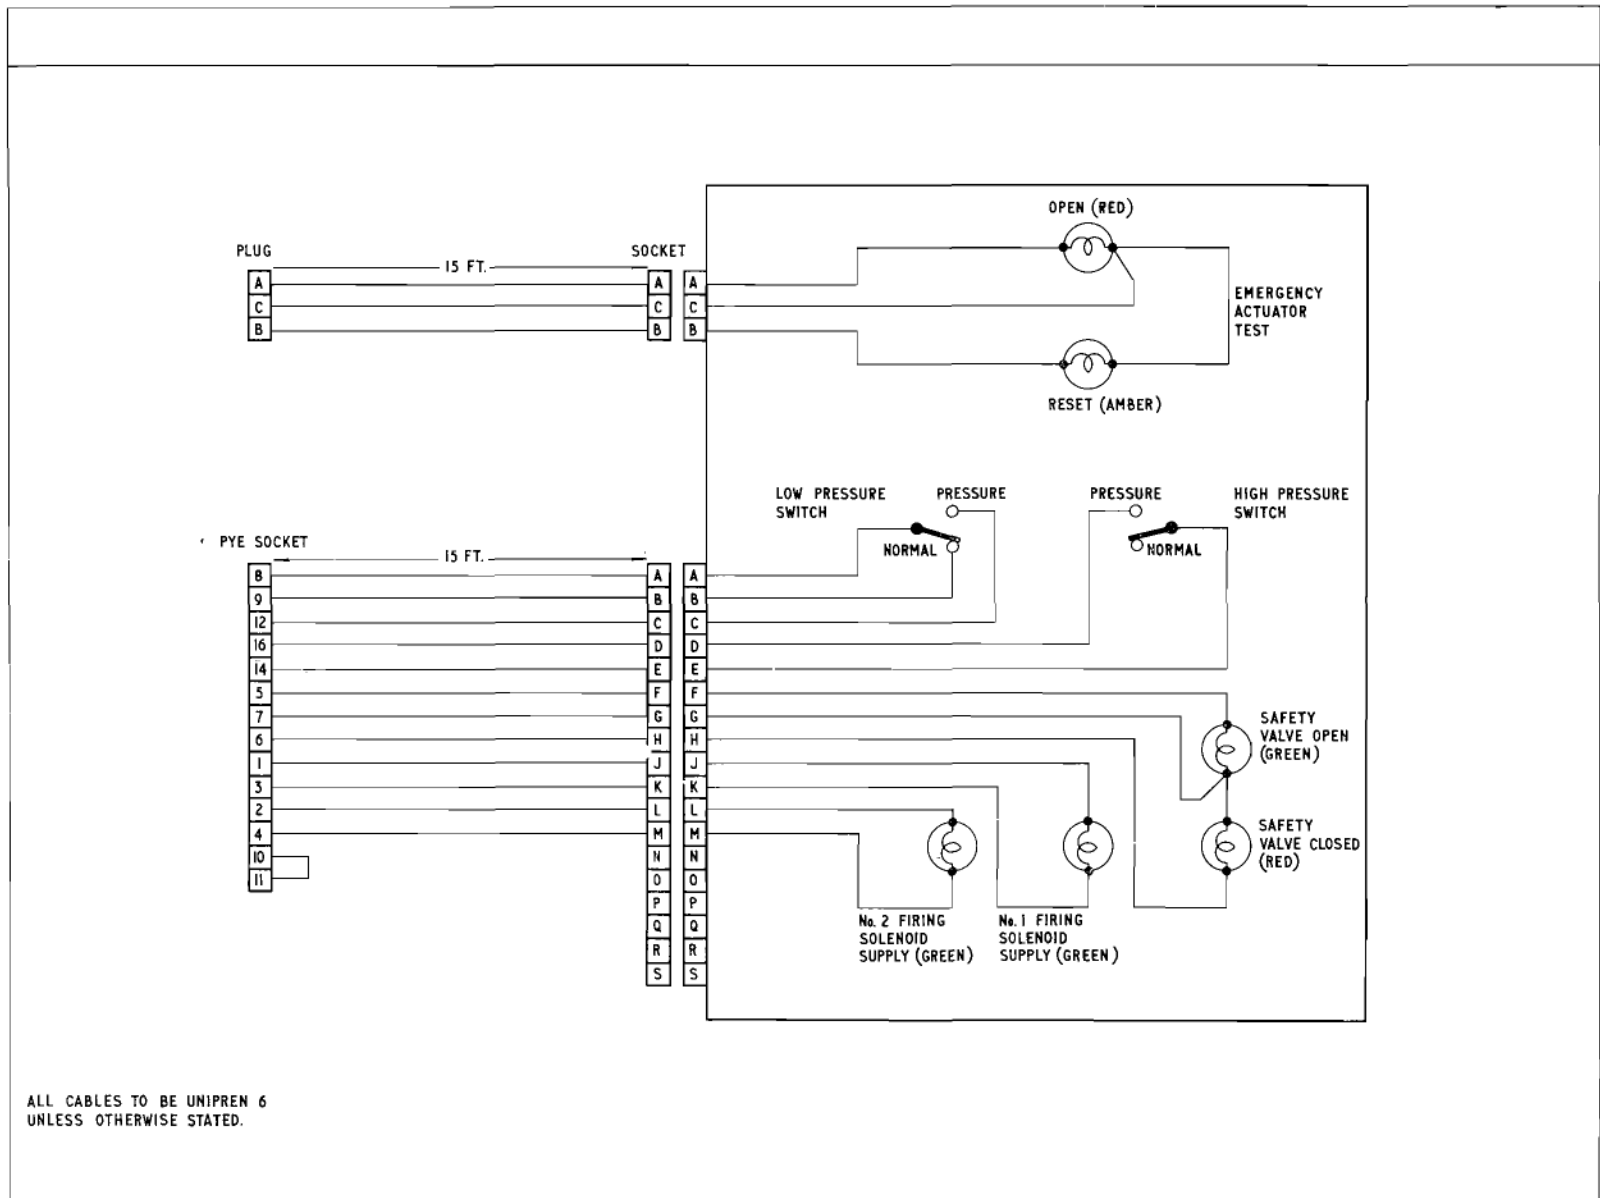 OPEN (RED)
PLUG
SOCKET
15 FT.
A
C
B
A
C
B
A
C
B
EMERGENCY
ACTUATOR
TEST
RESET (AMBER)
LOW PRESSURE
SWITCH
PRESSURE
NORMAL
PRESSURE
NORMAL
HIGH PRESSURE
SWITCH
PYE SOCKET
15 FT.
8
9
12
16
14
5
7
6
1
3
2
4
10
11
A
B
C
D
E
F
G
H
J
K
L
M
N
O
P
Q
R
S
A
B
C
D
E
F
G
H
J
K
L
M
N
O
P
Q
R
S
SAFETY
VALVE OPEN
(GREEN)
SAFETY
VALVE CLOSED
(RED)
No. 2 FIRING
SOLENOID
SUPPLY (GREEN)
No. 1 FIRING
SOLENOID
SUPPLY (GREEN)
ALL CABLES TO BE UNIPREN 6
UNLESS OTHERWISE STATED.